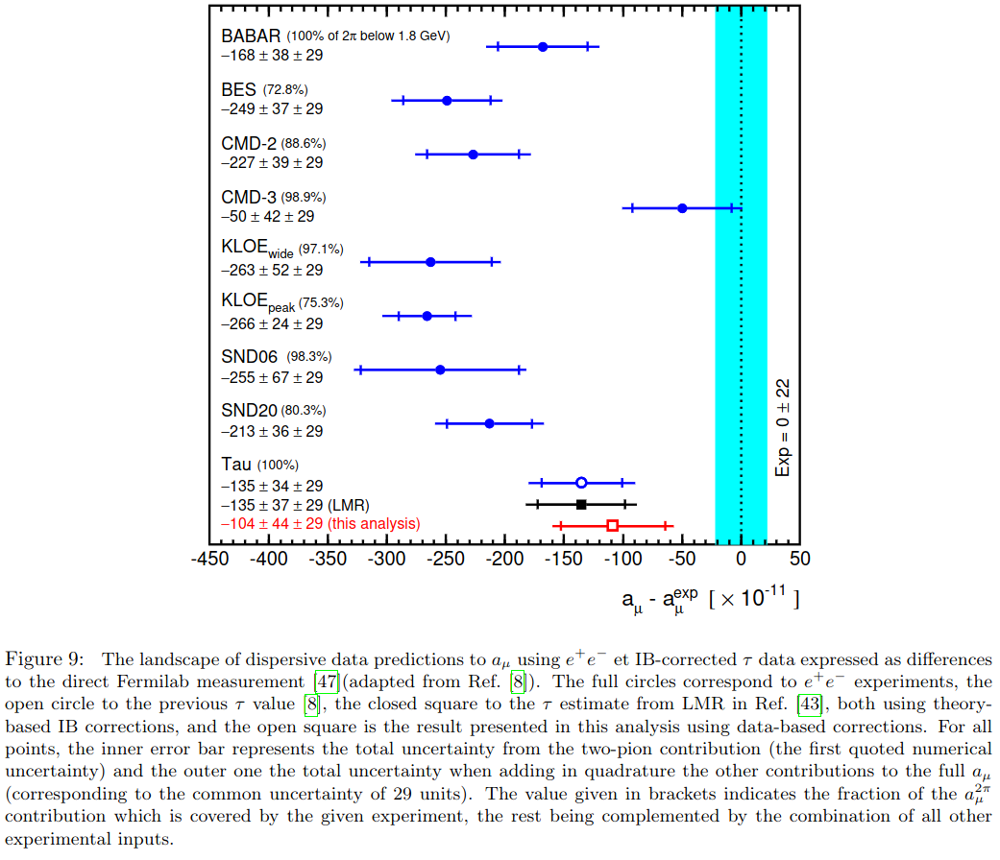 BABAR (100% of 2π below 1.8 GeV)
−168 ± 38 ± 29
BES (72.8%)
−249 ± 37 ± 29
CMD-2 (88.6%)
−227 ± 39 ± 29
CMD-3 (98.9%)
−50 ± 42 ± 29
KLOE wide (97.1%)
−263 ± 52 ± 29
KLOE peak (75.3%)
−266 ± 24 ± 29
SND06 (98.3%)
−255 ± 67 ± 29
SND20 (80.3%)
−213 ± 36 ± 29
Tau (100%)
−135 ± 34 ± 29
−135 ± 37 ± 29 (LMR)
−104 ± 44 ± 29 (this analysis)
Exp = 0 ± 22
-450 -400 -350 -300 -250 -200 -150 -100 -50 0 50
a_μ - a_μ^exp [ × 10^-11 ]
Figure 9: The landscape of dispersive data predictions to a_μ using e⁺e⁻ et IB-corrected τ data expressed as differences
to the direct Fermilab measurement [47](adapted from Ref. [8]). The full circles correspond to e⁺e⁻ experiments, the
open circle to the previous τ value [8], the closed square to the τ estimate from LMR in Ref. [43], both using theory-
based IB corrections, and the open square is the result presented in this analysis using data-based corrections. For all
points, the inner error bar represents the total uncertainty from the two-pion contribution (the first quoted numerical
uncertainty) and the outer one the total uncertainty when adding in quadrature the other contributions to the full a_μ
(corresponding to the common uncertainty of 29 units). The value given in brackets indicates the fraction of the a_μ^2π
contribution which is covered by the given experiment, the rest being complemented by the combination of all other
experimental inputs.